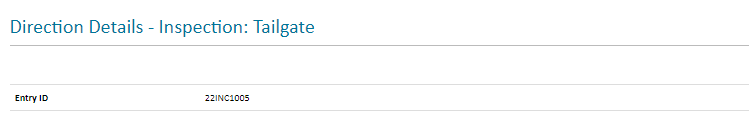 Direction Details - Inspection: Tailgate
Entry ID 22INC1005